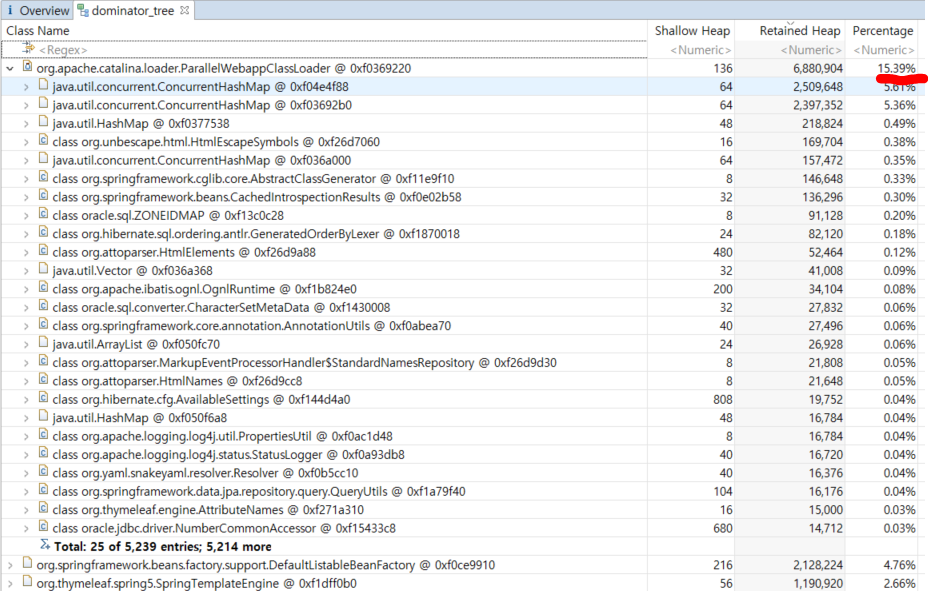 i Overview dominator_tree
Class Name Shallow Heap Retained Heap Percentage
<Regex> <Numeric> <Numeric> <Numeric>
org.apache.catalina.loader.ParallelWebappClassLoader @ 0xf0369220 136 6,880,904 15.39%
java.util.concurrent.ConcurrentHashMap @ 0xf04e4f88 64 2,509,648 5.61%
java.util.concurrent.ConcurrentHashMap @ 0xf03692b0 64 2,397,352 5.36%
java.util.HashMap @ 0xf0377538 48 218,824 0.49%
class org.unbescape.html.HtmlEscapeSymbols @ 0xf26d7060 16 169,704 0.38%
java.util.concurrent.ConcurrentHashMap @ 0xf036a000 64 157,472 0.35%
class org.springframework.cglib.core.AbstractClassGenerator @ 0xf11e9f10 8 146,648 0.33%
class org.springframework.beans.CachedIntrospectionResults @ 0xf0e02b58 32 136,296 0.30%
class oracle.sql.ZONEIDMAP @ 0xf13c0c28 8 91,128 0.20%
class org.hibernate.sql.ordering.antlr.GeneratedOrderByLexer @ 0xf1870018 24 82,120 0.18%
class org.attoparser.HtmlElements @ 0xf26d9a88 480 52,464 0.12%
java.util.Vector @ 0xf036a368 32 41,008 0.09%
class org.apache.ibatis.ognl.OgnlRuntime @ 0xf1b824e0 200 34,104 0.08%
class oracle.sql.converter.CharacterSetMetaData @ 0xf1430008 32 27,832 0.06%
class org.springframework.core.annotation.AnnotationUtils @ 0xf0abea70 40 27,496 0.06%
java.util.ArrayList @ 0xf050fc70 24 26,928 0.06%
class org.attoparser.MarkupEventProcessorHandler$StandardNamesRepository @ 0xf26d9d30 8 21,808 0.05%
class org.attoparser.HtmlNames @ 0xf26d9cc8 8 21,648 0.05%
class org.hibernate.cfg.AvailableSettings @ 0xf144d4a0 808 19,752 0.04%
java.util.HashMap @ 0xf050f6a8 48 16,784 0.04%
class org.apache.logging.log4j.util.PropertiesUtil @ 0xf0ac1d48 8 16,784 0.04%
class org.apache.logging.log4j.status.StatusLogger @ 0xf0a93db8 40 16,720 0.04%
class org.yaml.snakeyaml.resolver.Resolver @ 0xf0b5cc10 40 16,376 0.04%
class org.springframework.data.jpa.repository.query.QueryUtils @ 0xf1a79f40 104 16,176 0.04%
class org.thymeleaf.engine.AttributeNames @ 0xf271a310 16 15,000 0.03%
class oracle.jdbc.driver.NumberCommonAccessor @ 0xf15433c8 680 14,712 0.03%
Total: 25 of 5,239 entries; 5,214 more
org.springframework.beans.factory.support.DefaultListableBeanFactory @ 0xf0ce9910 216 2,128,224 4.76%
org.thymeleaf.spring5.SpringTemplateEngine @ 0xf1dff0b0 56 1,190,920 2.66%